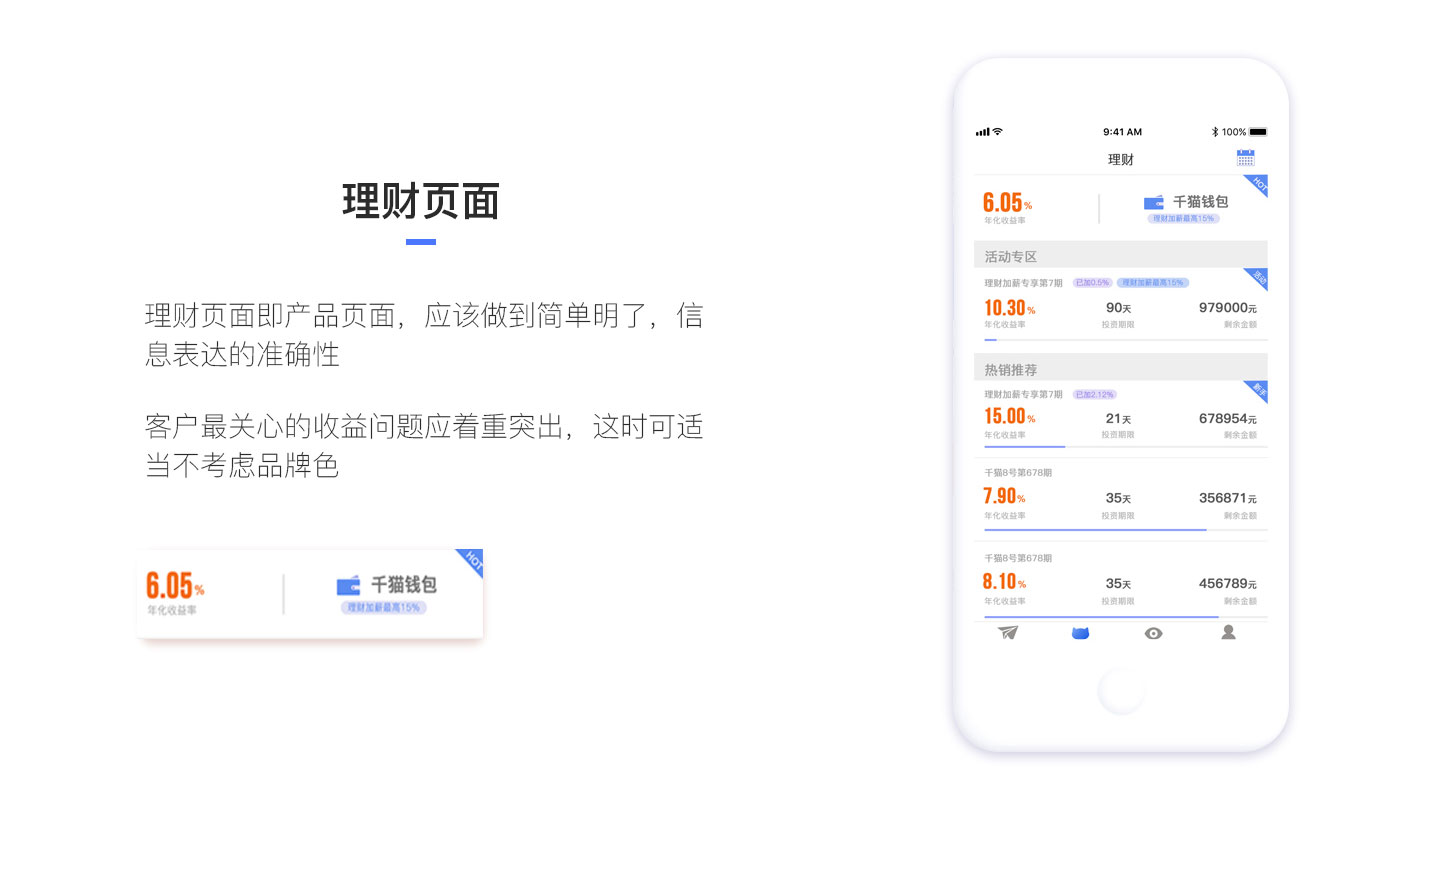 理财页面
理财页面即产品页面，应该做到简单明了，信
息表达的准确性
客户最关心的收益问题应着重突出，这时可适
当不考虑品牌色
6.05%
年化收益率
千猫钱包
理财加薪最高15%
HOT
9:41 AM
100%
理财
HOT
6.05%
年化收益率
千猫钱包
理财加薪最高15%
活动专区
活动
理财加薪专享第7期 已加0.5% 理财加薪最高15%
10.30% 90天 979000元
年化收益率 投资期限 剩余金额
热销推荐
新手
理财加薪专享第7期 已加2.12%
15.00% 21天 678954元
年化收益率 投资期限 剩余金额
千猫8号第678期
7.90% 35天 356871元
年化收益率 投资期限 剩余金额
千猫8号第678期
8.10% 35天 456789元
年化收益率 投资期限 剩余金额